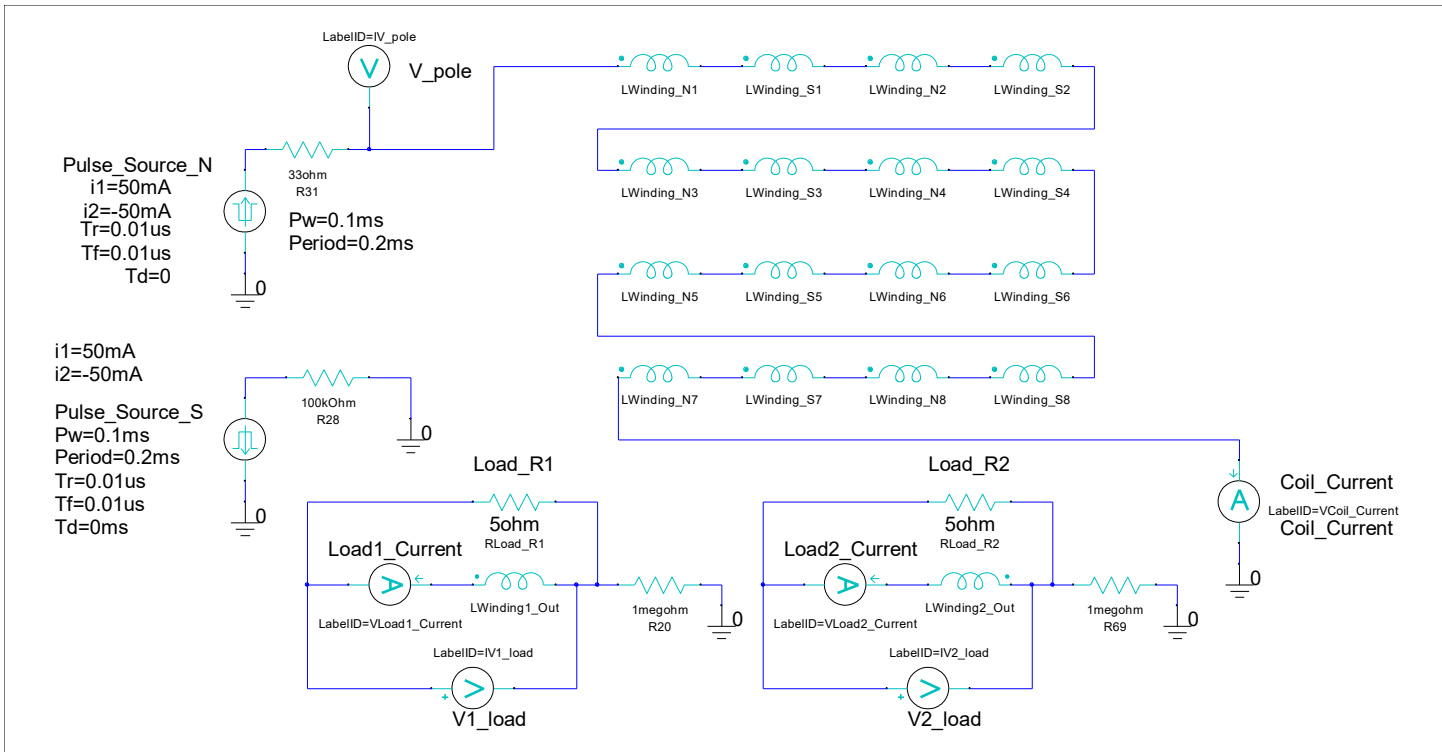 LabelID=IV_pole
V
V_pole
LWinding_N1
LWinding_S1
LWinding_N2
LWinding_S2
Pulse_Source_N
i1=50mA
i2=-50mA
Tr=0.01us
Tf=0.01us
Td=0
0
33ohm
R31
Pw=0.1ms
Period=0.2ms
LWinding_N3
LWinding_S3
LWinding_N4
LWinding_S4
LWinding_N5
LWinding_S5
LWinding_N6
LWinding_S6
LWinding_N7
LWinding_S7
LWinding_N8
LWinding_S8
i1=50mA
i2=-50mA
Pulse_Source_S
Pw=0.1ms
Period=0.2ms
Tr=0.01us
Tf=0.01us
Td=0ms
0
100kOhm
R28
0
Load_R1
5ohm
RLoad_R1
Load1_Current
A
LWinding1_Out
LabelID=VLoad1_Current
1megohm
R20
0
LabelID=IV1_load
+
V
V1_load
Load_R2
5ohm
RLoad_R2
Load2_Current
A
LWinding2_Out
LabelID=VLoad2_Current
1megohm
R69
0
LabelID=IV2_load
+
V
V2_load
A
Coil_Current
LabelID=VCoil_Current
Coil_Current
0